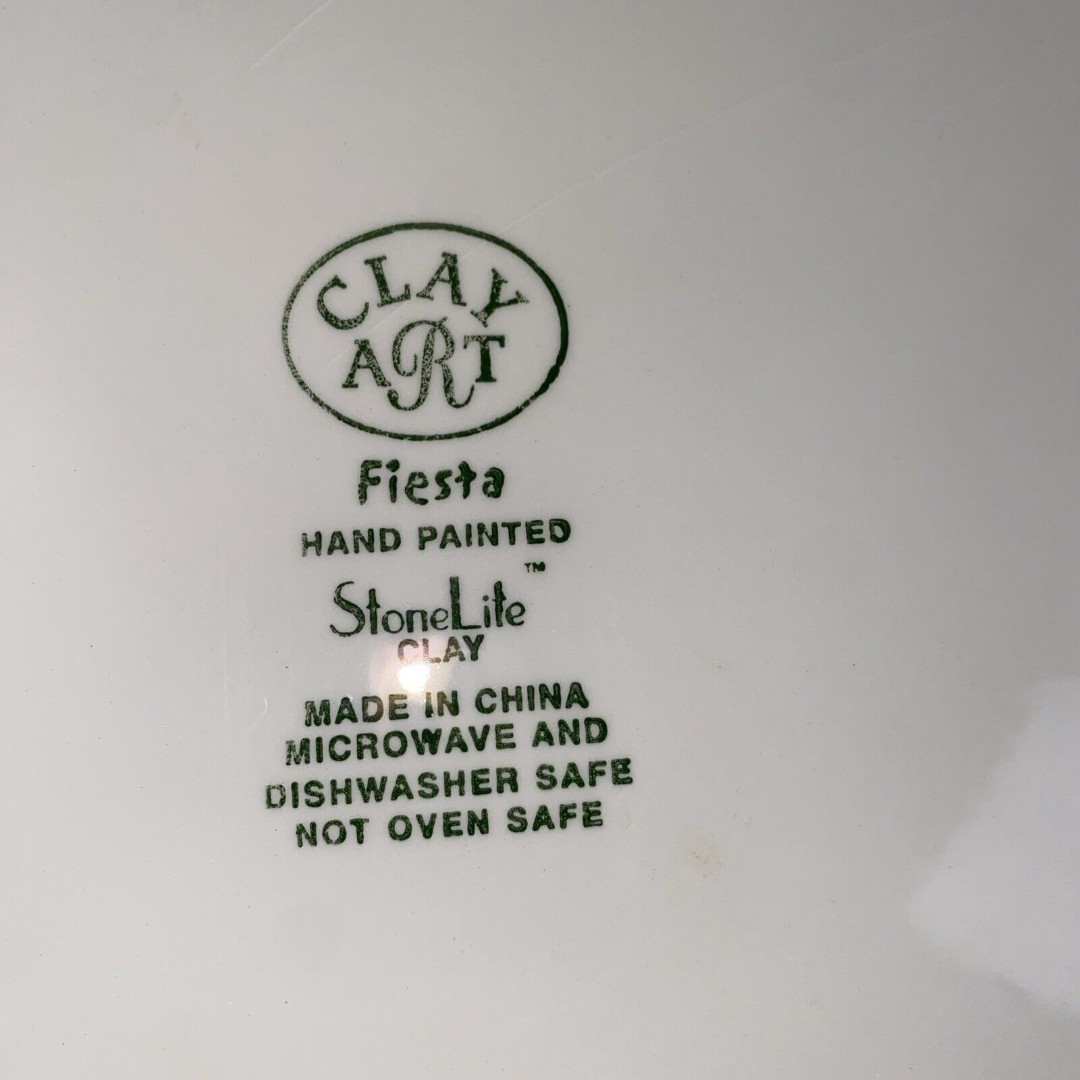 CLAY
ART
Fiesta
HAND PAINTED
StoneLite™
CLAY
MADE IN CHINA
MICROWAVE AND
DISHWASHER SAFE
NOT OVEN SAFE